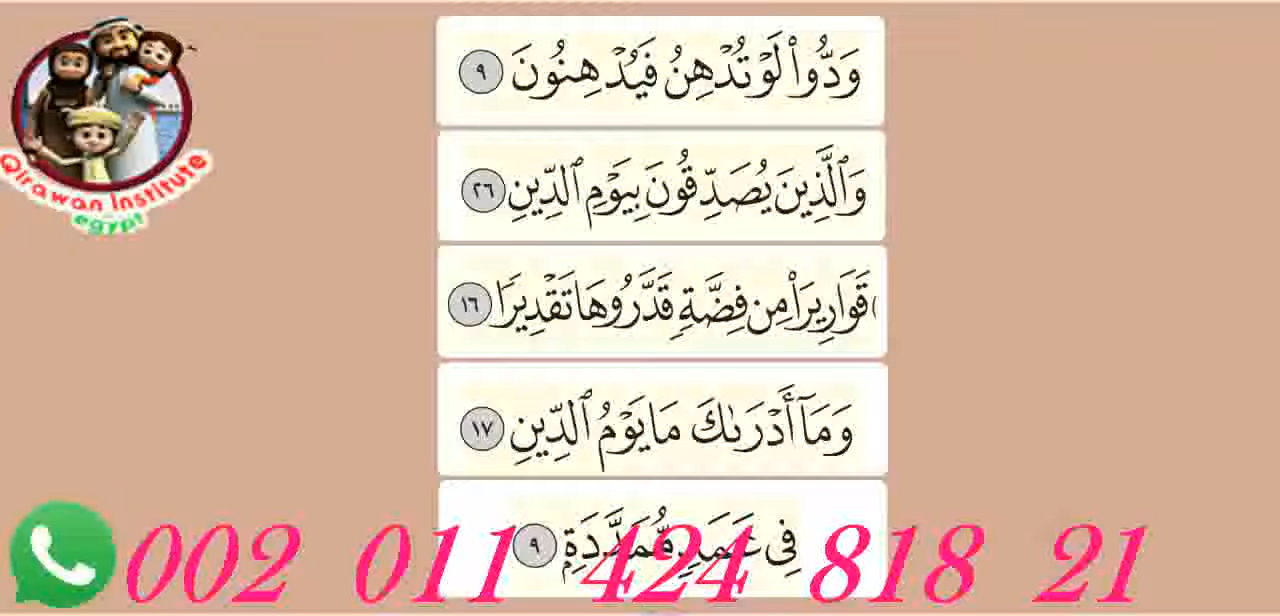 Qirawan Institute
egypt
وَدُّوا۟ لَوْ تُدْهِنُ فَيُدْهِنُونَ ٩
وَٱلَّذِينَ يُصَدِّقُونَ بِيَوْمِ ٱلدِّينِ ٢٦
قَوَارِيرَا۟ مِن فِضَّةٍ قَدَّرُوهَا تَقْدِيرًا ١٦
وَمَآ أَدْرَىٰكَ مَا يَوْمُ ٱلدِّينِ ١٧
فِى عَمَدٍ مُّمَدَّدَةٍۭ ٩
002 011 424 818 21